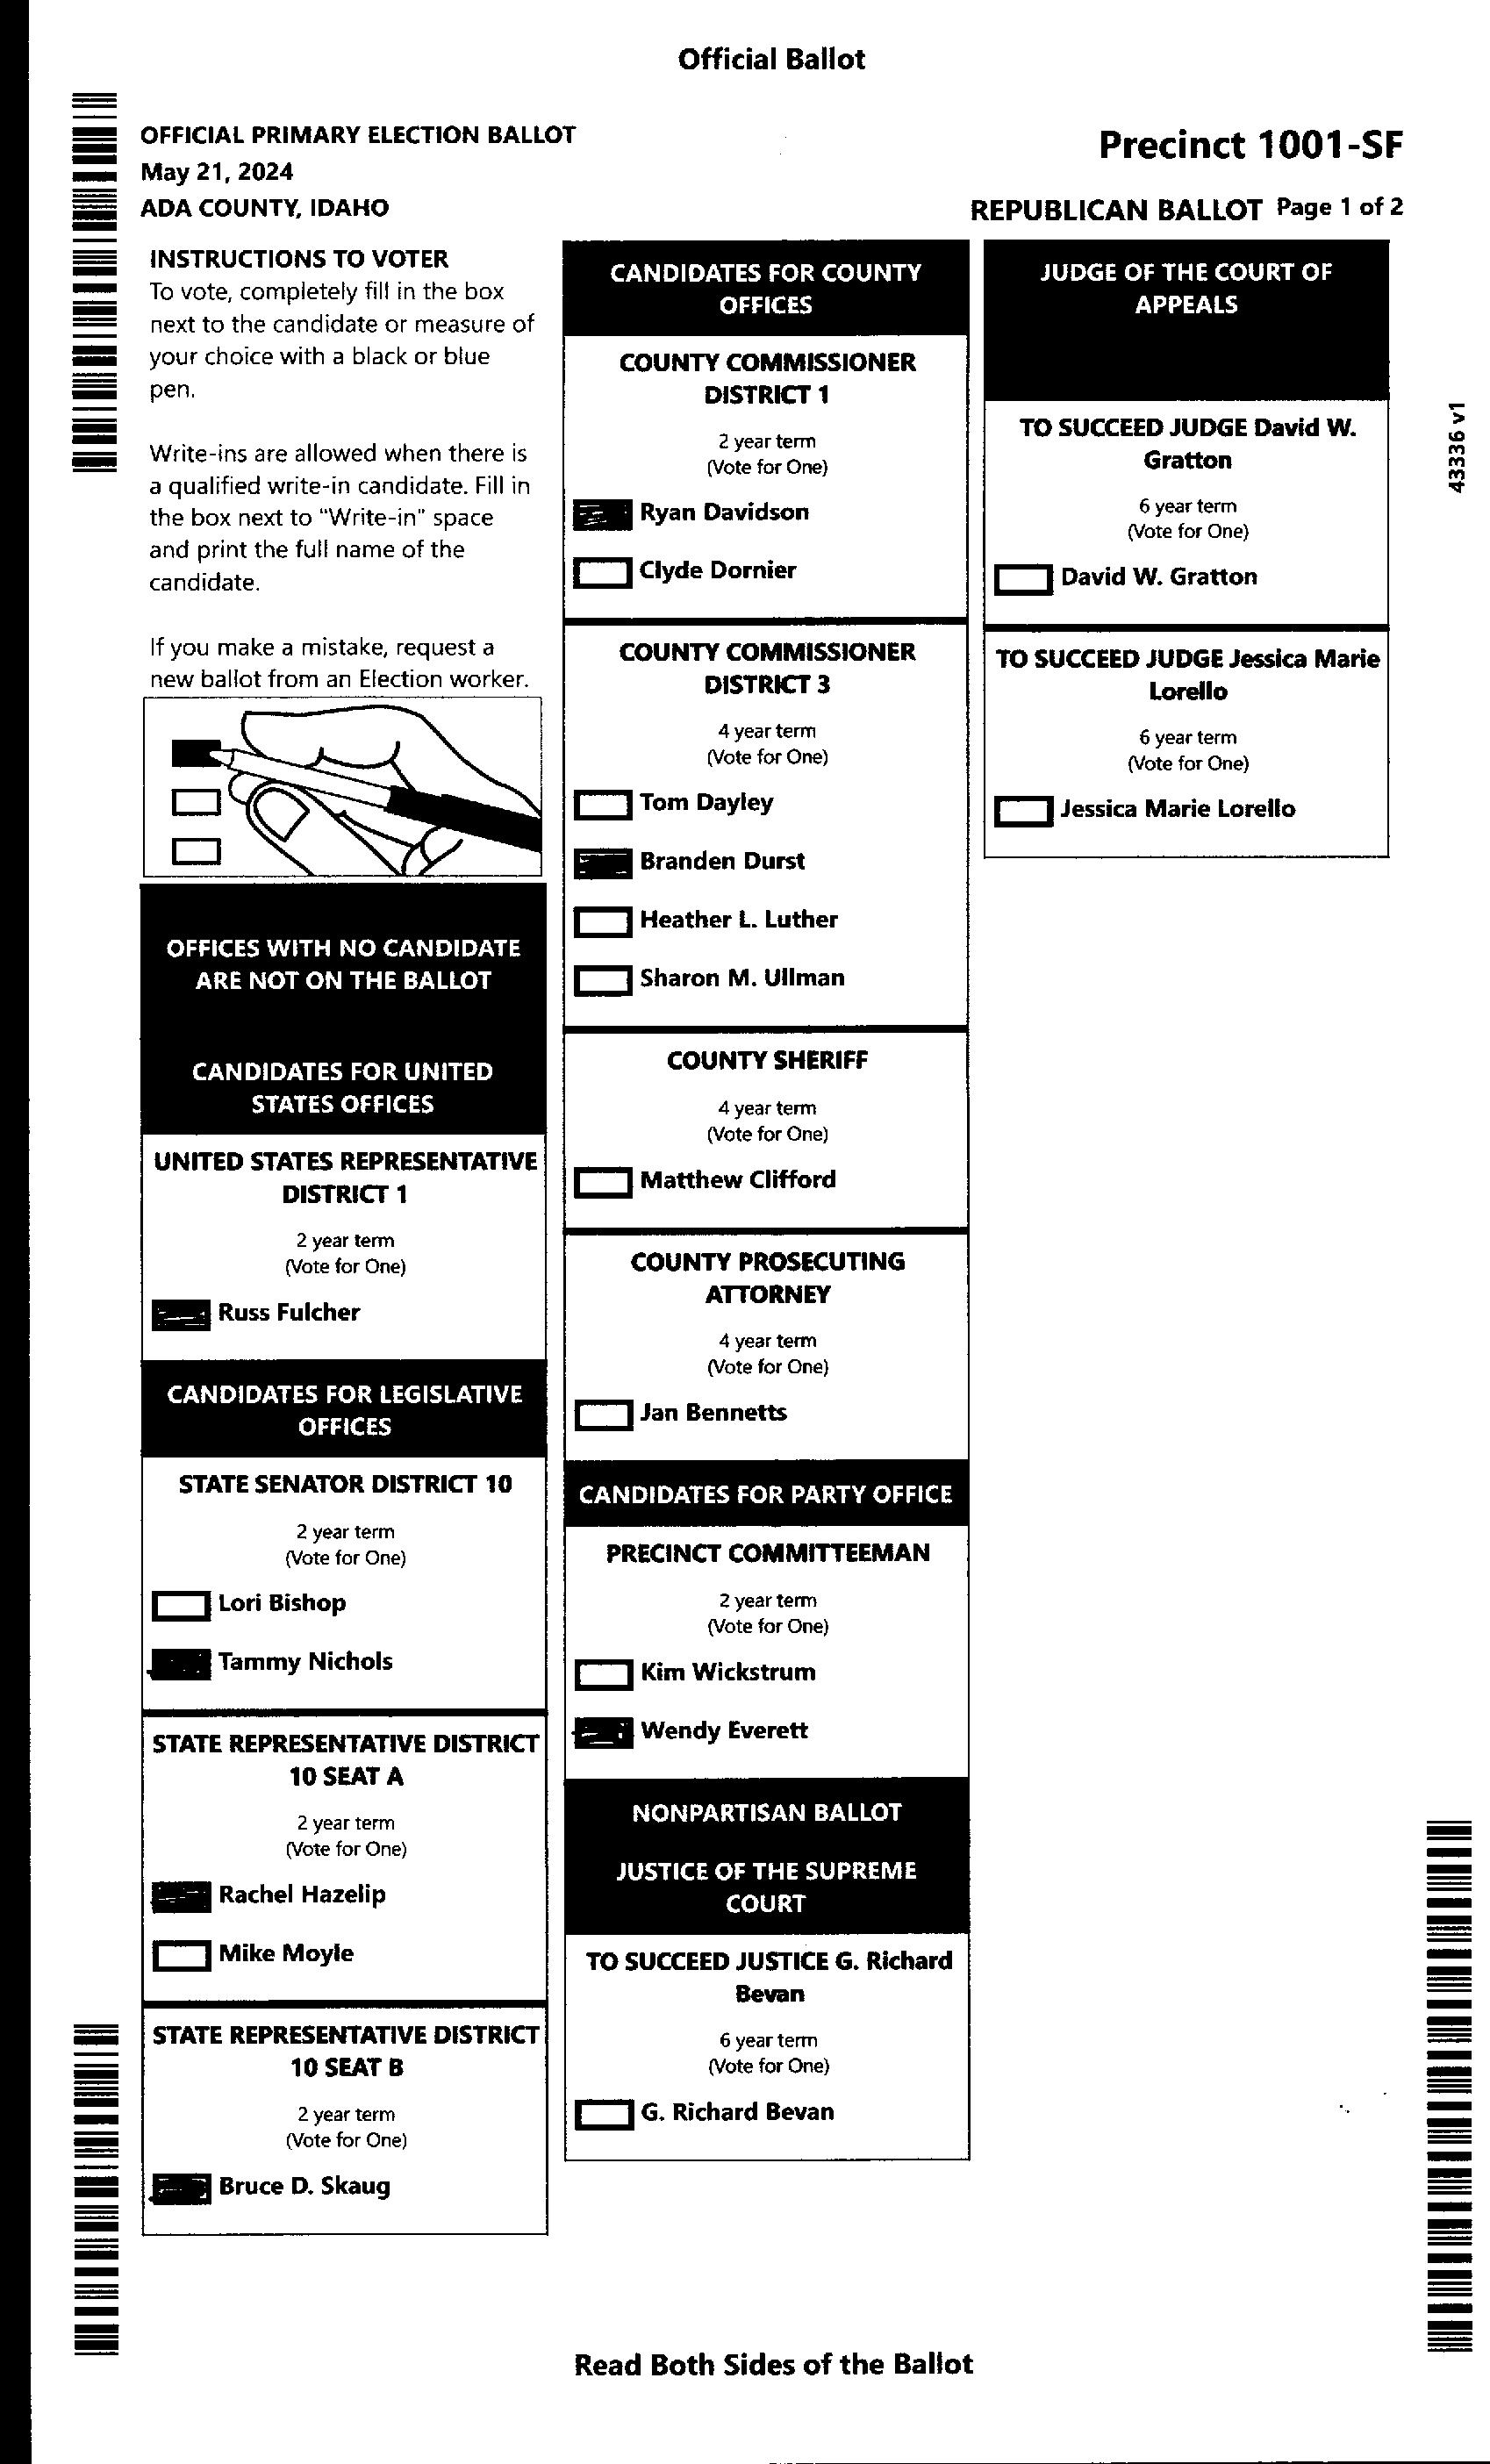 Official Ballot
OFFICIAL PRIMARY ELECTION BALLOT
May 21, 2024
ADA COUNTY, IDAHO
Precinct 1001-SF
REPUBLICAN BALLOT Page 1 of 2
INSTRUCTIONS TO VOTER
To vote, completely fill in the box
next to the candidate or measure of
your choice with a black or blue
pen.
Write-ins are allowed when there is
a qualified write-in candidate. Fill in
the box next to "Write-in" space
and print the full name of the
candidate.
If you make a mistake, request a
new ballot from an Election worker.
OFFICES WITH NO CANDIDATE
ARE NOT ON THE BALLOT
CANDIDATES FOR UNITED
STATES OFFICES
UNITED STATES REPRESENTATIVE
DISTRICT 1
2 year term
(Vote for One)
Russ Fulcher
CANDIDATES FOR LEGISLATIVE
OFFICES
STATE SENATOR DISTRICT 10
2 year term
(Vote for One)
Lori Bishop
Tammy Nichols
STATE REPRESENTATIVE DISTRICT
10 SEAT A
2 year term
(Vote for One)
Rachel Hazelip
Mike Moyle
STATE REPRESENTATIVE DISTRICT
10 SEAT B
2 year term
(Vote for One)
Bruce D. Skaug
CANDIDATES FOR COUNTY
OFFICES
COUNTY COMMISSIONER
DISTRICT 1
2 year term
(Vote for One)
Ryan Davidson
Clyde Dornier
COUNTY COMMISSIONER
DISTRICT 3
4 year term
(Vote for One)
Tom Dayley
Branden Durst
Heather L. Luther
Sharon M. Ullman
COUNTY SHERIFF
4 year term
(Vote for One)
Matthew Clifford
COUNTY PROSECUTING
ATTORNEY
4 year term
(Vote for One)
Jan Bennetts
CANDIDATES FOR PARTY OFFICE
PRECINCT COMMITTEEMAN
2 year term
(Vote for One)
Kim Wickstrum
Wendy Everett
NONPARTISAN BALLOT
JUSTICE OF THE SUPREME
COURT
TO SUCCEED JUSTICE G. Richard
Bevan
6 year term
(Vote for One)
G. Richard Bevan
JUDGE OF THE COURT OF
APPEALS
TO SUCCEED JUDGE David W.
Gratton
6 year term
(Vote for One)
David W. Gratton
TO SUCCEED JUDGE Jessica Marie
Lorello
6 year term
(Vote for One)
Jessica Marie Lorello
43336 v1
Read Both Sides of the Ballot